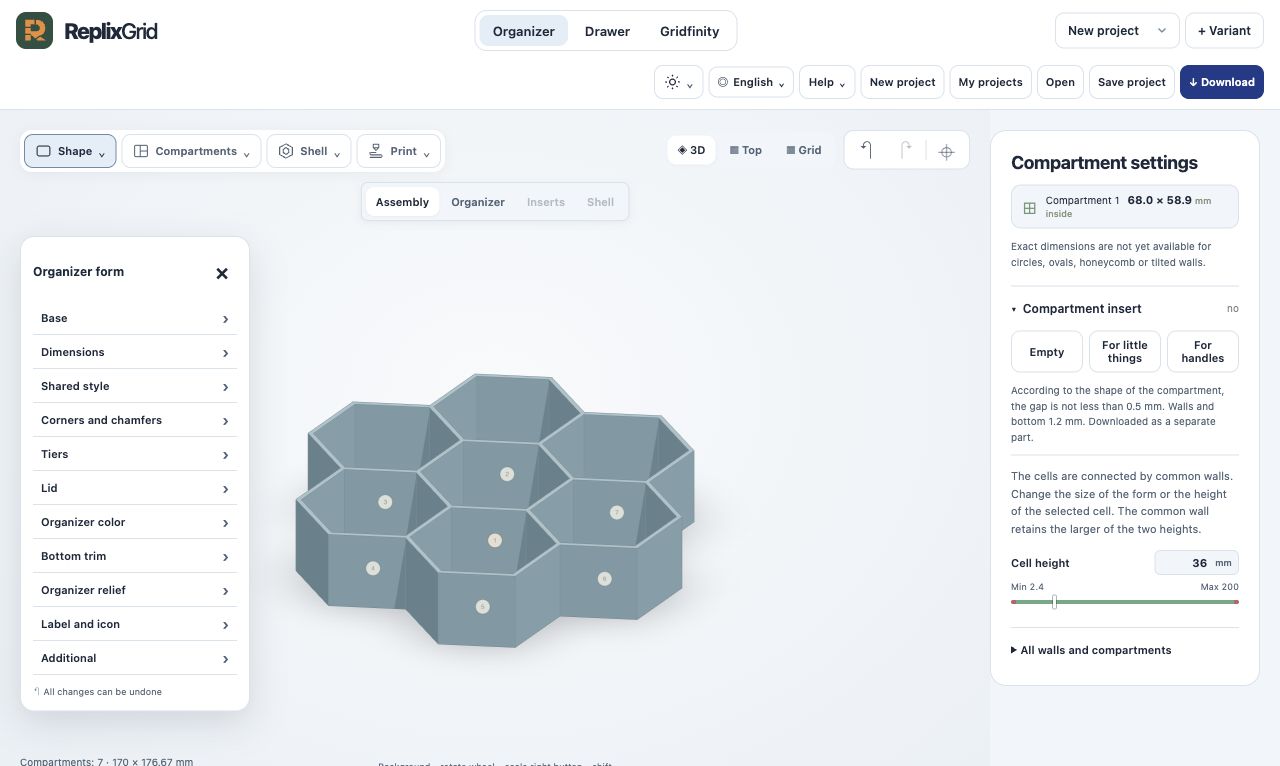 ReplixGrid
Organizer Drawer Gridfinity
New project + Variant
English Help New project My projects Open Save project ↓ Download
Shape Compartments Shell Print
3D Top Grid
Assembly Organizer Inserts Shell
Organizer form ×
Base ›
Dimensions ›
Shared style ›
Corners and chamfers ›
Tiers ›
Lid ›
Organizer color ›
Bottom trim ›
Organizer relief ›
Label and icon ›
Additional ›
All changes can be undone
2
3
7
1
4
6
5
Compartments: 7 · 170 × 176.67 mm
Compartment settings
Compartment 1 68.0 × 58.9 mm
inside
Exact dimensions are not yet available for
circles, ovals, honeycomb or tilted walls.
Compartment insert no
Empty
For little
things
For
handles
According to the shape of the compartment,
the gap is not less than 0.5 mm. Walls and
bottom 1.2 mm. Downloaded as a separate
part.
The cells are connected by common walls.
Change the size of the form or the height
of the selected cell. The common wall
retains the larger of the two heights.
Cell height 36 mm
Min 2.4 Max 200
All walls and compartments